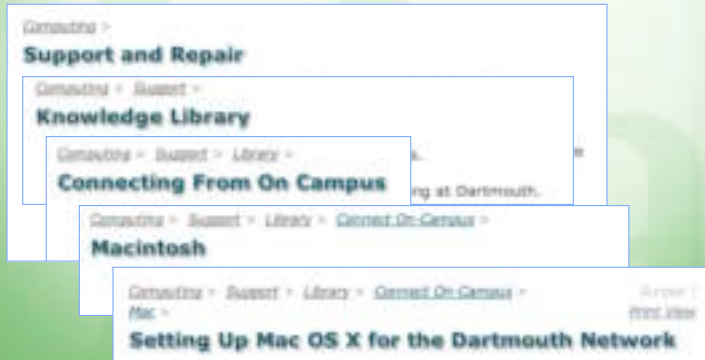 Computing >
Support and Repair
Computing > Support >
Knowledge Library
Computing > Support > Library >
s.
Connecting From On Campus
ng at Dartmouth.
Computing > Support > Library > Connect On-Campus >
Macintosh
Computing > Support > Library > Connect On-Campus >
Mac >
Print View
Setting Up Mac OS X for the Dartmouth Network